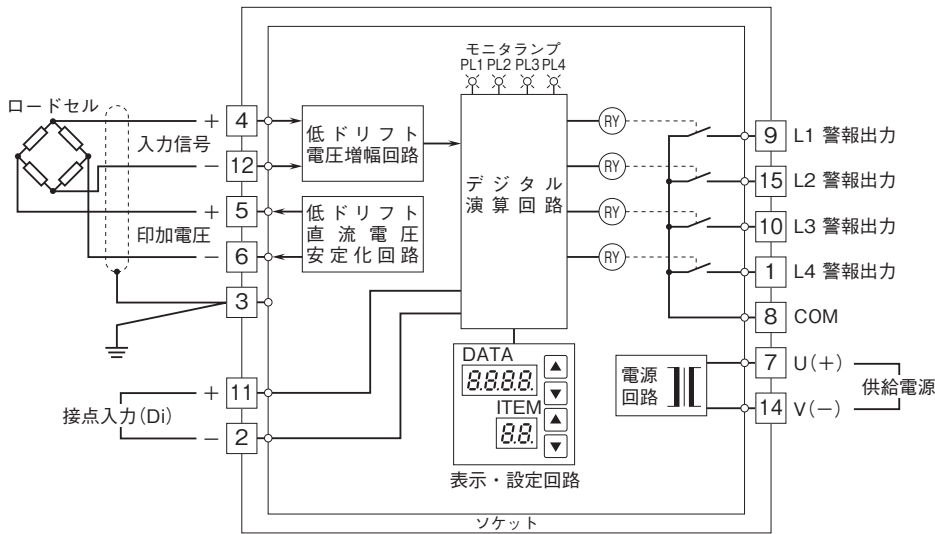 モニタランプ
PL1 PL2 PL3 PL4
ロードセル
+
4
入力信号
-
12
低ドリフト
電圧増幅回路
+
5
印加電圧
-
6
低ドリフト
直流電圧
安定化回路
3
+
11
接点入力(Di)
-
2
デジタル
演算回路
RY
RY
RY
RY
9 L1 警報出力
15 L2 警報出力
10 L3 警報出力
1 L4 警報出力
8 COM
7 U(+)
14 V(-)
供給電源
電源
回路
DATA
8.8.8.8.
ITEM
8.8.
表示・設定回路
ソケット